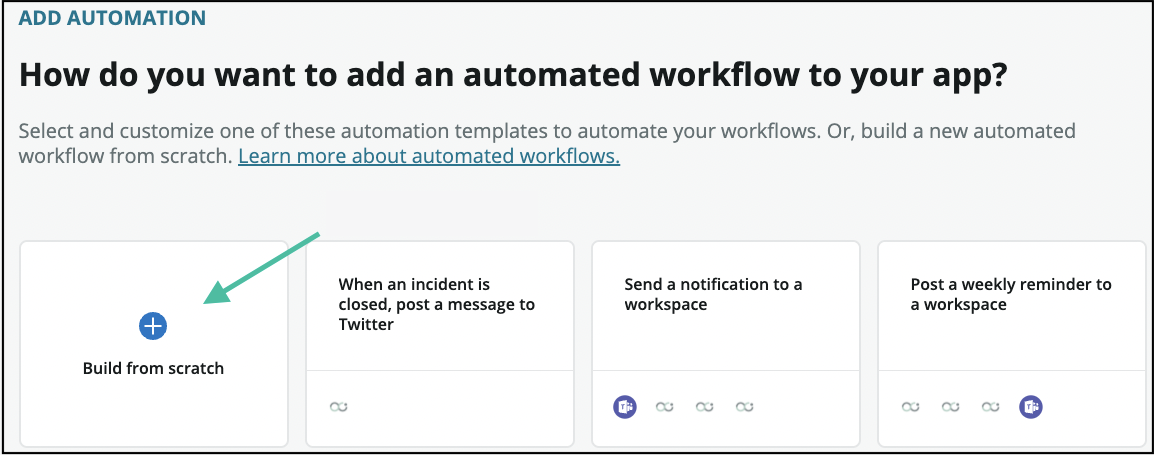 ADD AUTOMATION
How do you want to add an automated workflow to your app?
Select and customize one of these automation templates to automate your workflows. Or, build a new automated
workflow from scratch. Learn more about automated workflows.
Build from scratch
When an incident is
closed, post a message to
Twitter
Send a notification to a
workspace
Post a weekly reminder to
a workspace